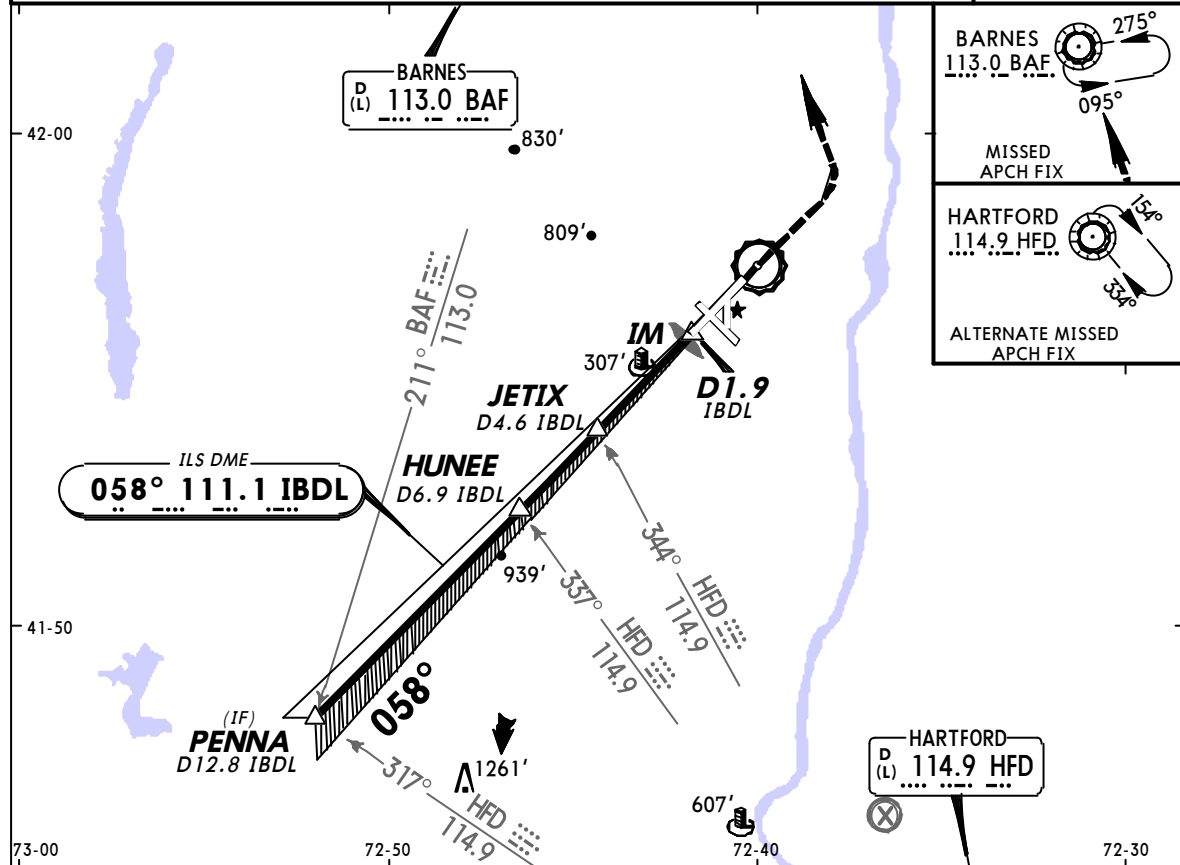 BARNES
D
(L) 113.0 BAF
BARNES
113.0 BAF
275°
095°
MISSED
APCH FIX
HARTFORD
114.9 HFD
154°
334°
ALTERNATE MISSED
APCH FIX
42-00
830'
809'
211° BAF
113.0
IM
307'
D1.9
IBDL
JETIX
D4.6 IBDL
ILS DME
058° 111.1 IBDL
HUNEE
D6.9 IBDL
939'
344° HFD
114.9
337° HFD
114.9
41-50
058°
(IF)
PENNA
D12.8 IBDL
317° HFD
114.9
1261'
607'
HARTFORD
D
(L) 114.9 HFD
73-00
72-50
72-40
72-30